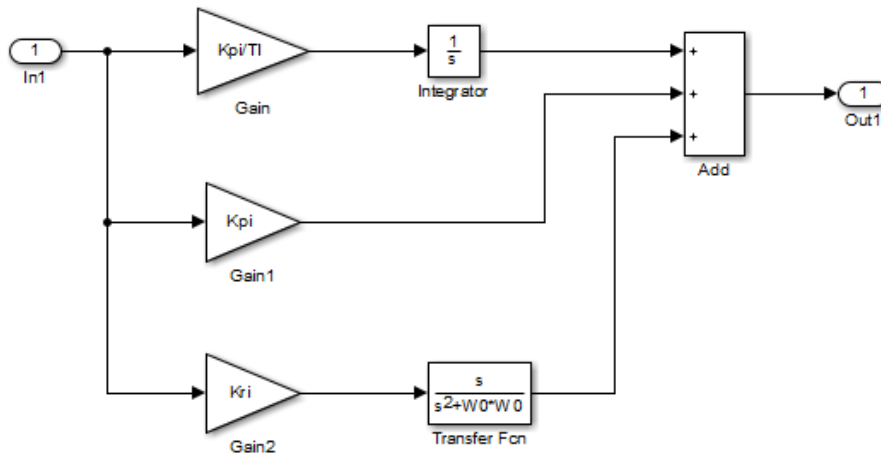 1
In1
Kpi/TI
Gain
1
s
Integrator
+
+
+
Add
1
Out1
Kpi
Gain1
Kri
Gain2
s
s²+W0*W0
Transfer Fcn